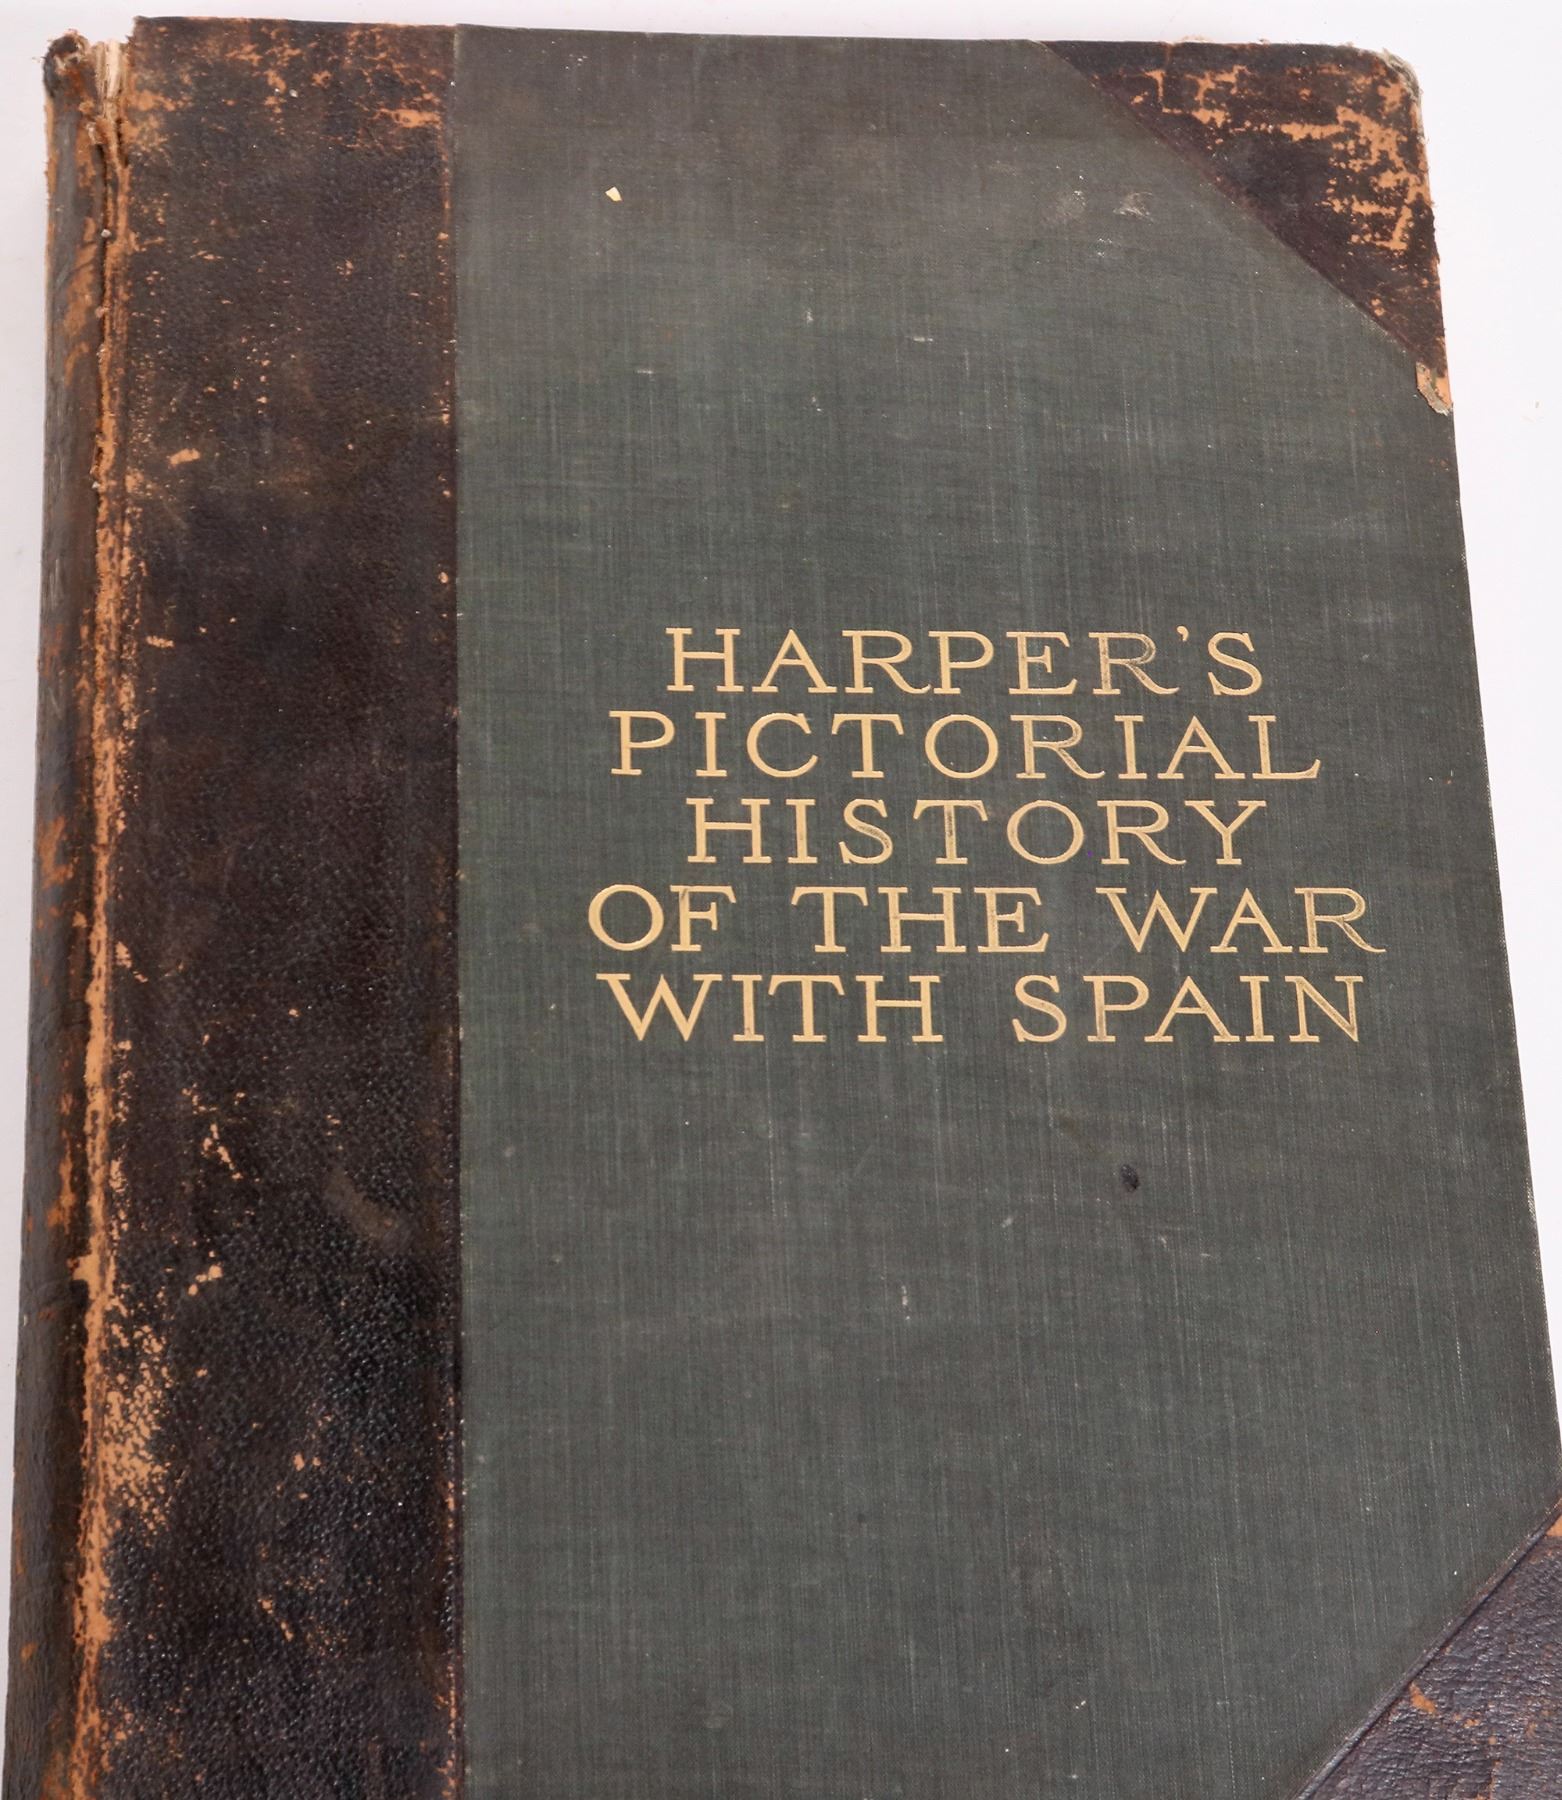 HARPER'S
PICTORIAL
HISTORY
OF THE WAR
WITH SPAIN